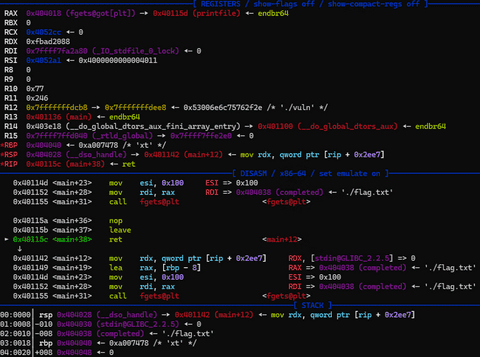 [ REGISTERS / show-flags off / show-compact-regs off ]
RAX 0x404018 (fgets@got[plt]) → 0x40115d (printfile) ← endbr64
RBX 0
RCX 0x4052cc ← 0
RDX 0xfbad2088
RDI 0x7ffff7fa2a80 (_IO_stdfile_0_lock) ← 0
RSI 0x4052a1 ← 0x4000000000004011
R8 0
R9 0
R10 0x77
R11 0x246
R12 0x7fffffffdcb8 → 0x7fffffffdee8 ← 0x53006e6c75762f2e /* './vuln' */
R13 0x401136 (main) ← endbr64
R14 0x403e18 (__do_global_dtors_aux_fini_array_entry) → 0x401100 (__do_global_dtors_aux) ← endbr64
R15 0x7ffff7ffd040 (_rtld_global) → 0x7ffff7ffe2e0 ← 0
*RBP 0x404040 ← 0xa007478 /* 'xt' */
*RSP 0x404028 (__dso_handle) → 0x401142 (main+12) ← mov rdx, qword ptr [rip + 0x2ee7]
*RIP 0x40115c (main+38) ← ret
[ DISASM / x86-64 / set emulate on ]
0x40114d <main+23> mov esi, 0x100 ESI => 0x100
0x401152 <main+28> mov rdi, rax RDI => 0x404038 (completed) ← './flag.txt'
0x401155 <main+31> call fgets@plt <fgets@plt>
0x40115a <main+36> nop
0x40115b <main+37> leave
► 0x40115c <main+38> ret <main+12>
↓
0x401142 <main+12> mov rdx, qword ptr [rip + 0x2ee7] RDX, [stdin@GLIBC_2.2.5] => 0
0x401149 <main+19> lea rax, [rbp - 8] RAX => 0x404038 (completed) ← './flag.txt'
0x40114d <main+23> mov esi, 0x100 ESI => 0x100
0x401152 <main+28> mov rdi, rax RDI => 0x404038 (completed) ← './flag.txt'
0x401155 <main+31> call fgets@plt <fgets@plt>
[ STACK ]
00:0000│ rsp 0x404028 (__dso_handle) → 0x401142 (main+12) ← mov rdx, qword ptr [rip + 0x2ee7]
01:0008│-010 0x404030 (stdin@GLIBC_2.2.5) ← 0
02:0010│-008 0x404038 (completed) ← './flag.txt'
03:0018│ rbp 0x404040 ← 0xa007478 /* 'xt' */
04:0020│+008 0x404048 ← 0